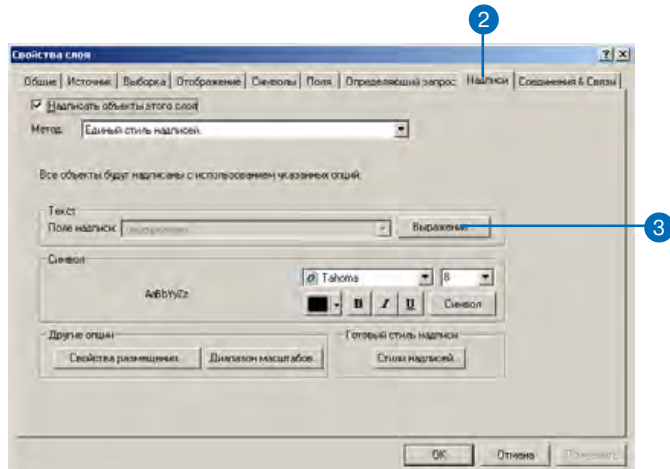 2
Свойства слоя
Общие Источник Выборка Отображение Символы Поля Определяющий запрос Надписи Соединения & Связи
Надписать объекты этого слоя
Метод: Единый стиль надписей.
Все объекты будут надписаны с использованием указанных опций.
Текст
Поле надписи: Выражение
3
Символ
AaBbYyZz
Tahoma 8
B I U Символ
Другие опции Готовый стиль надписи
Свойства размещения... Диапазон масштабов... Стили надписей...
OK Отмена Применить